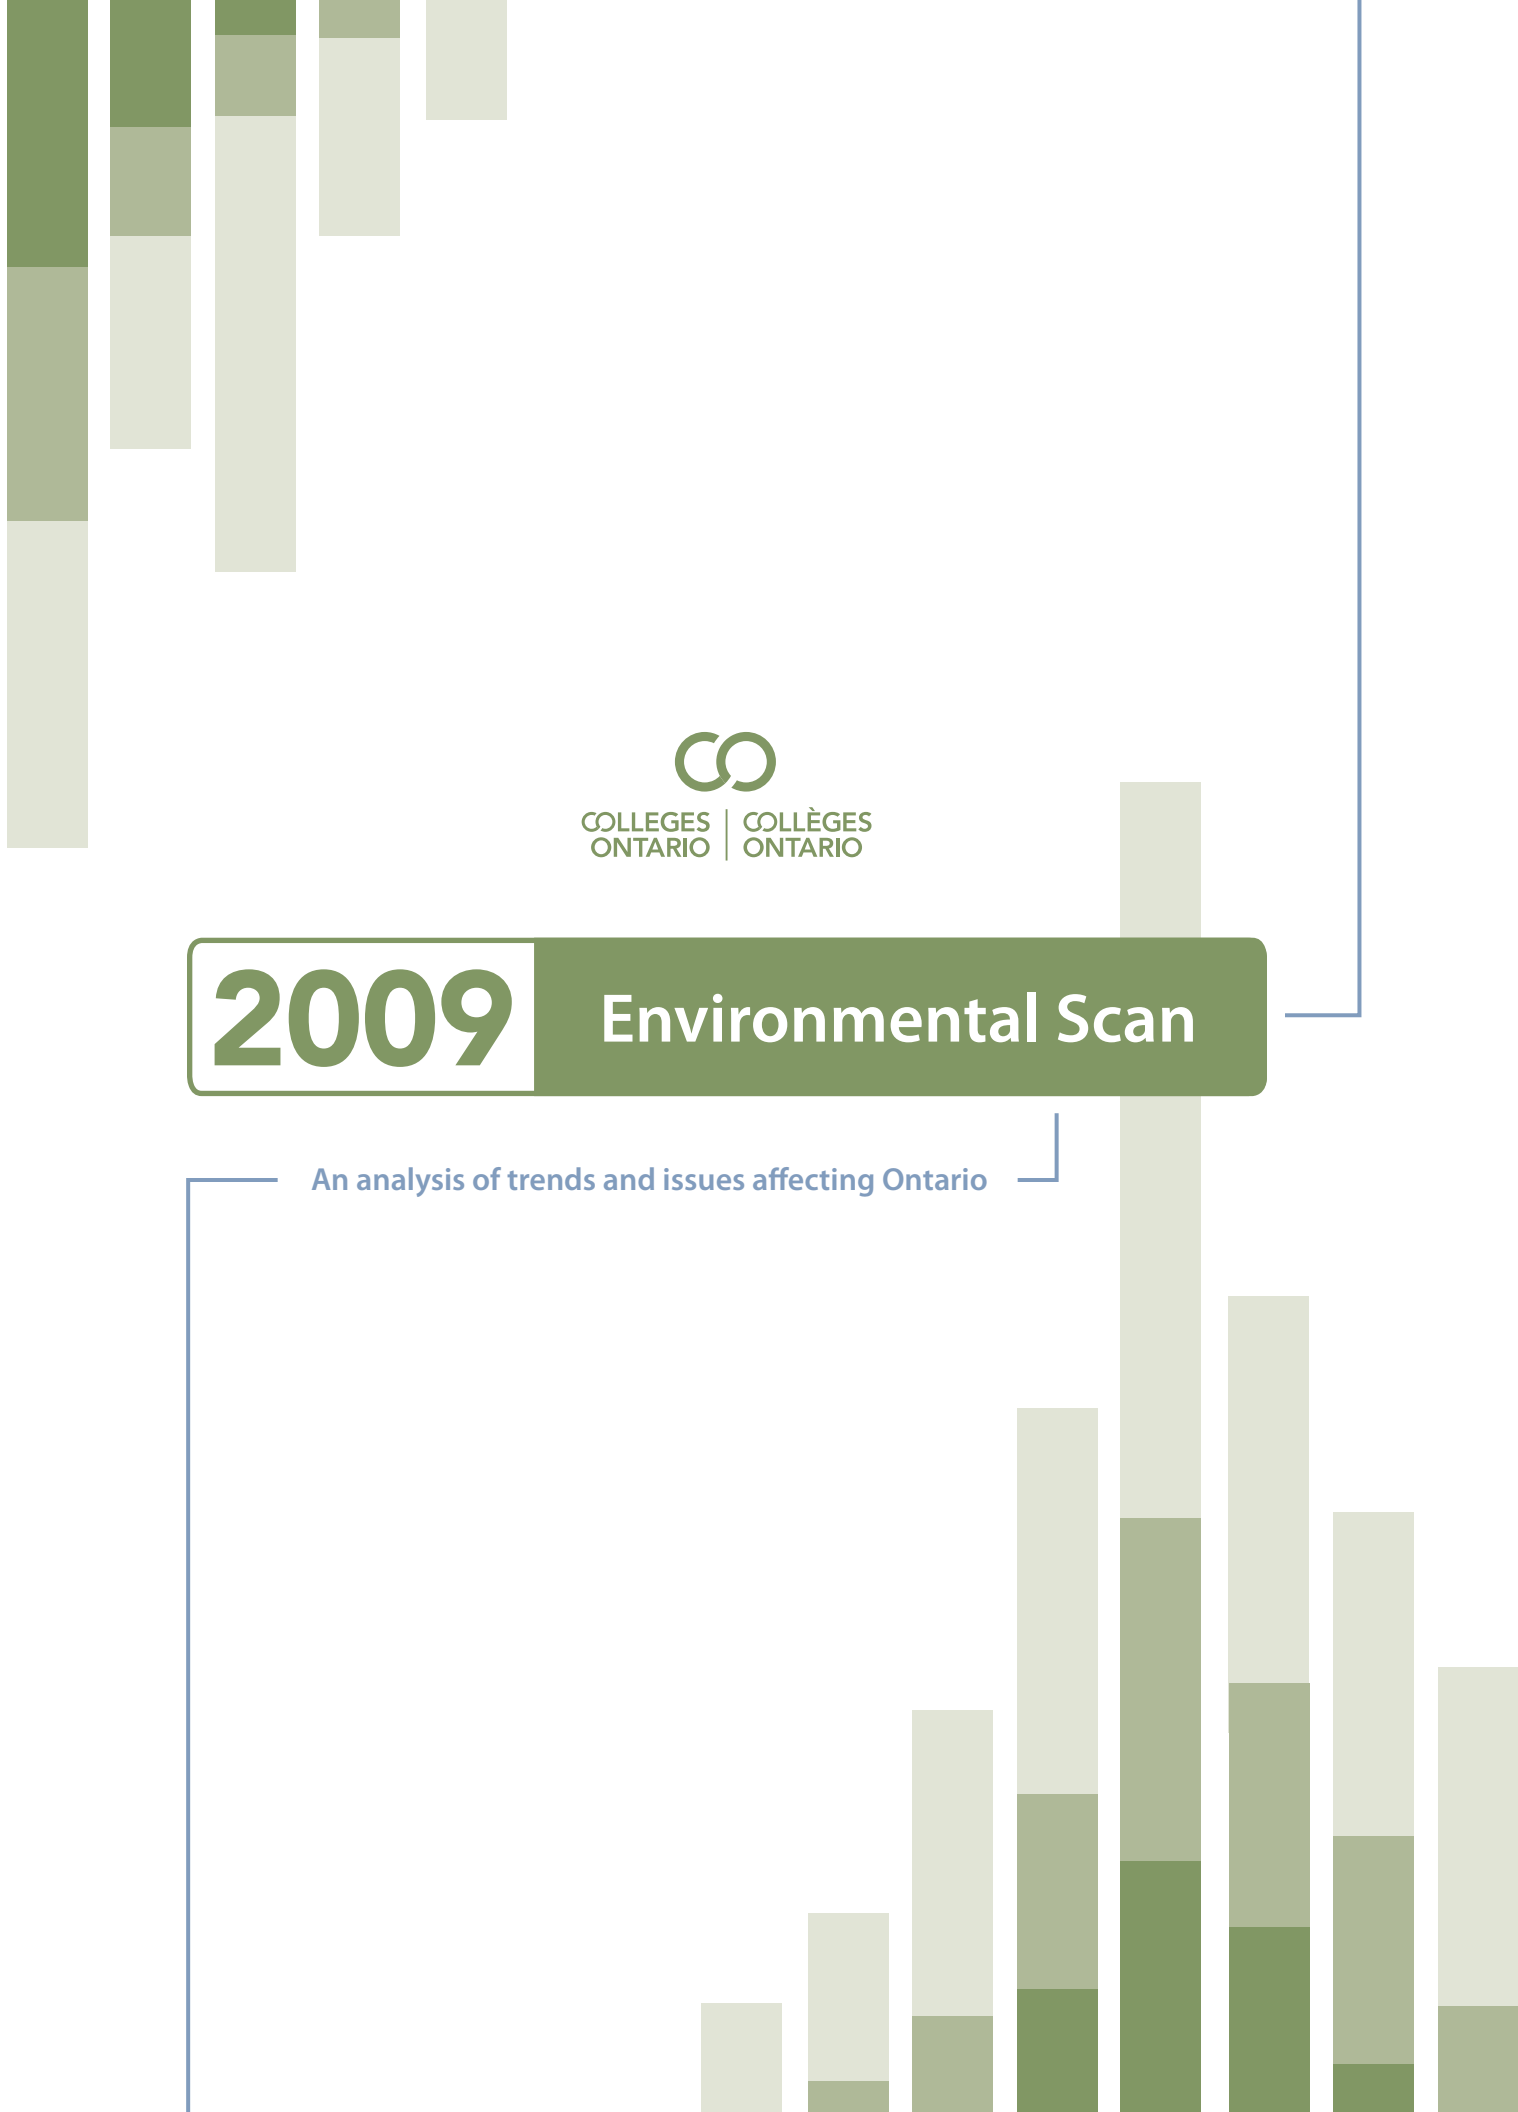 COLLEGES
ONTARIO
COLLÈGES
ONTARIO
2009 Environmental Scan
An analysis of trends and issues affecting Ontario